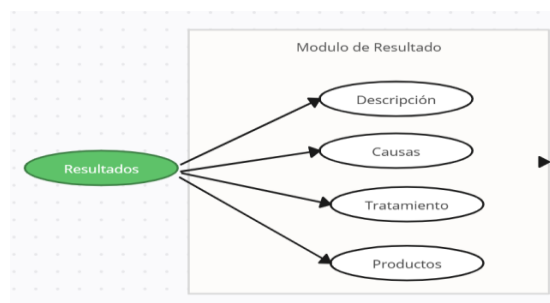 Modulo de Resultado
Descripción
Causas
Resultados
Tratamiento
Productos